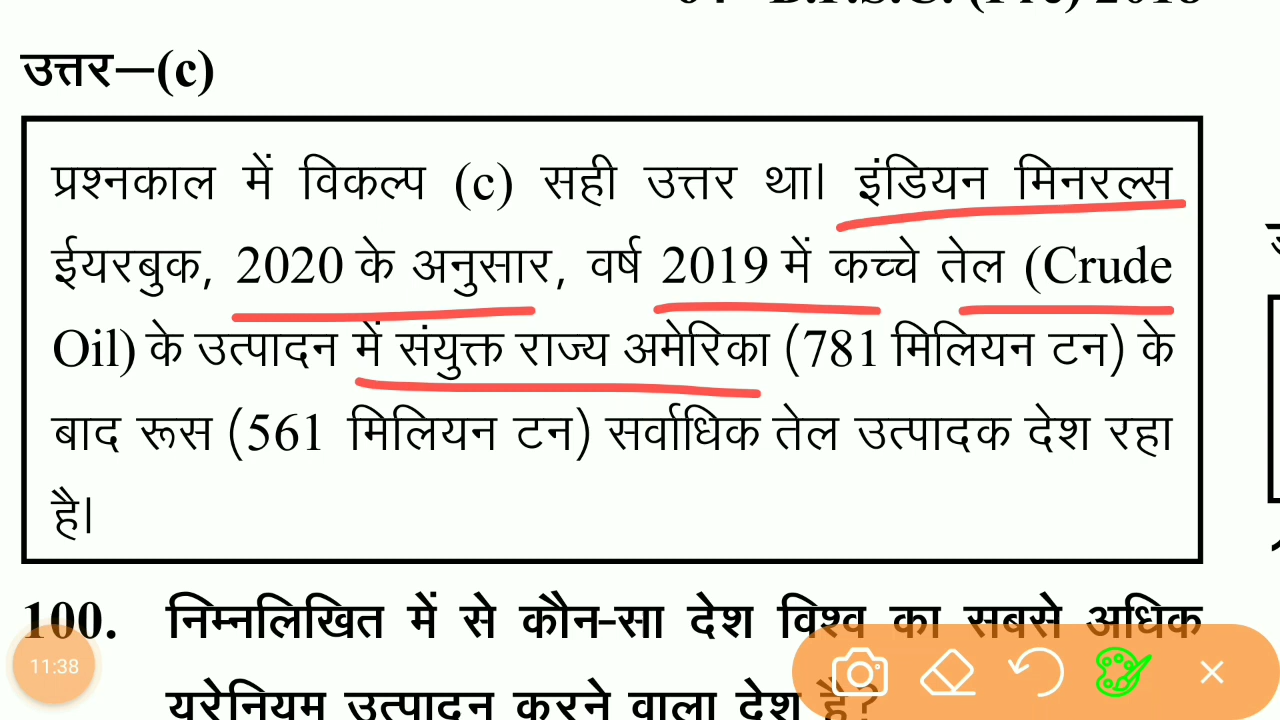 उत्तर—(c)
प्रश्नकाल में विकल्प (c) सही उत्तर था। इंडियन मिनरल्स
ईयरबुक, 2020 के अनुसार, वर्ष 2019 में कच्चे तेल (Crude
Oil) के उत्पादन में संयुक्त राज्य अमेरिका (781 मिलियन टन) के
बाद रूस (561 मिलियन टन) सर्वाधिक तेल उत्पादक देश रहा
है।
100. निम्नलिखित में से कौन-सा देश विश्व का सबसे अधिक
यूरेनियम उत्पादन करने वाला देश है?
11:38